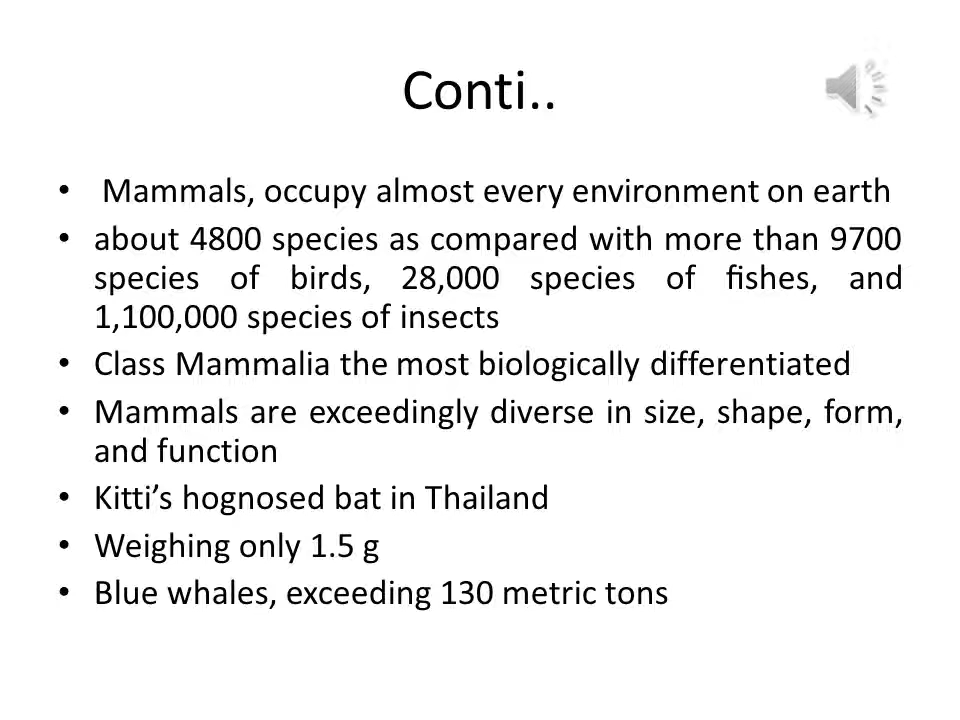 Conti..
• Mammals, occupy almost every environment on earth
• about 4800 species as compared with more than 9700
species of birds, 28,000 species of fishes, and
1,100,000 species of insects
• Class Mammalia the most biologically differentiated
• Mammals are exceedingly diverse in size, shape, form,
and function
• Kitti’s hognosed bat in Thailand
• Weighing only 1.5 g
• Blue whales, exceeding 130 metric tons